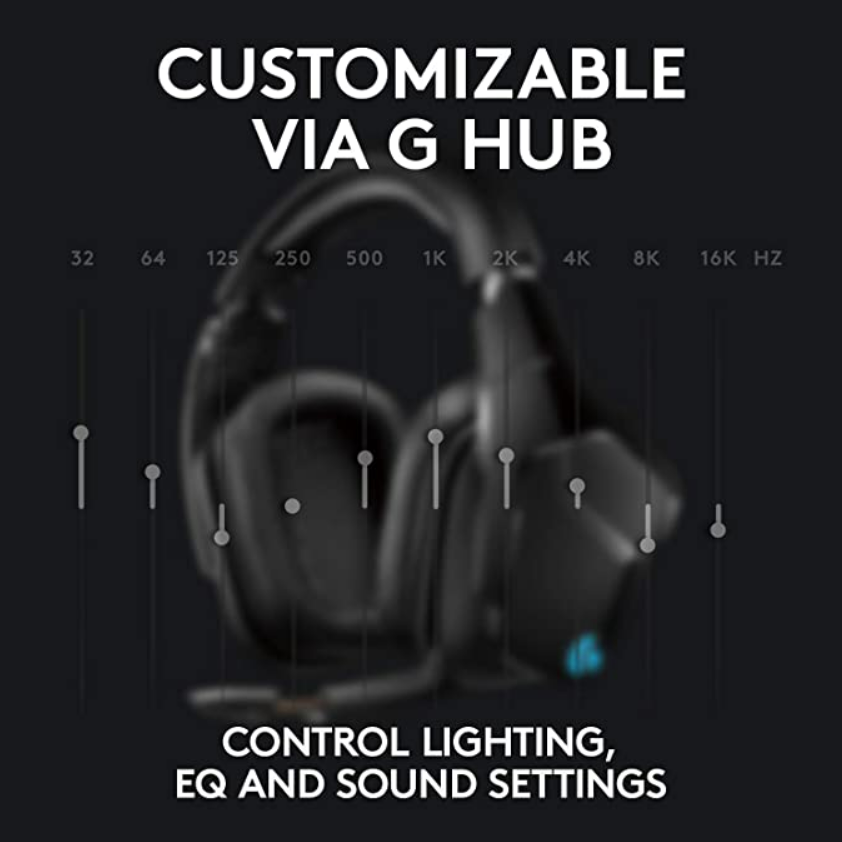 CUSTOMIZABLE
VIA G HUB
32 64 125 250 500 1K 2K 4K 8K 16K HZ
CONTROL LIGHTING,
EQ AND SOUND SETTINGS